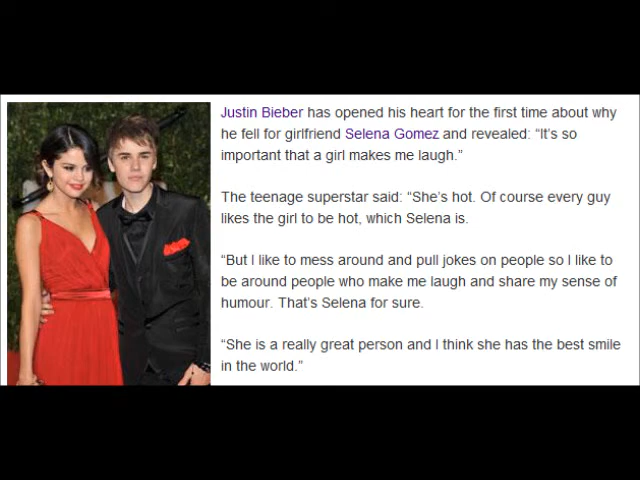 Justin Bieber has opened his heart for the first time about why
he fell for girlfriend Selena Gomez and revealed: “It’s so
important that a girl makes me laugh.”
The teenage superstar said: “She’s hot. Of course every guy
likes the girl to be hot, which Selena is.
“But I like to mess around and pull jokes on people so I like to
be around people who make me laugh and share my sense of
humour. That’s Selena for sure.
“She is a really great person and I think she has the best smile
in the world.”